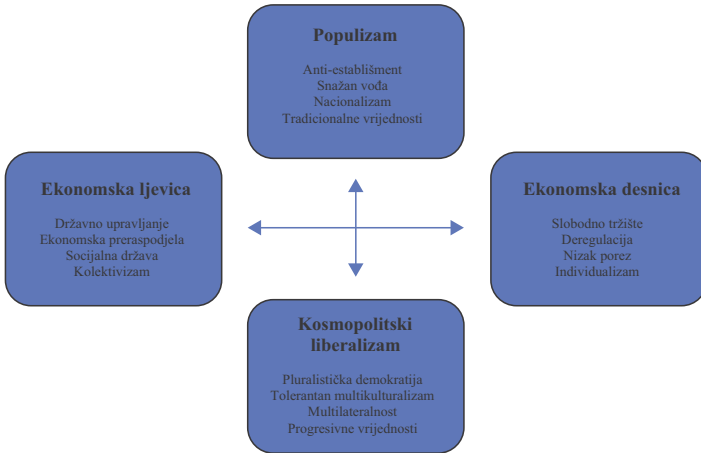 Populizam
Anti-establišment
Snažan vođa
Nacionalizam
Tradicionalne vrijednosti
Ekonomska ljevica
Državno upravljanje
Ekonomska preraspodjela
Socijalna država
Kolektivizam
Ekonomska desnica
Slobodno tržište
Deregulacija
Nizak porez
Individualizam
Kosmopolitski
liberalizam
Pluralistička demokratija
Tolerantan multikulturalizam
Multilateralnost
Progresivne vrijednosti